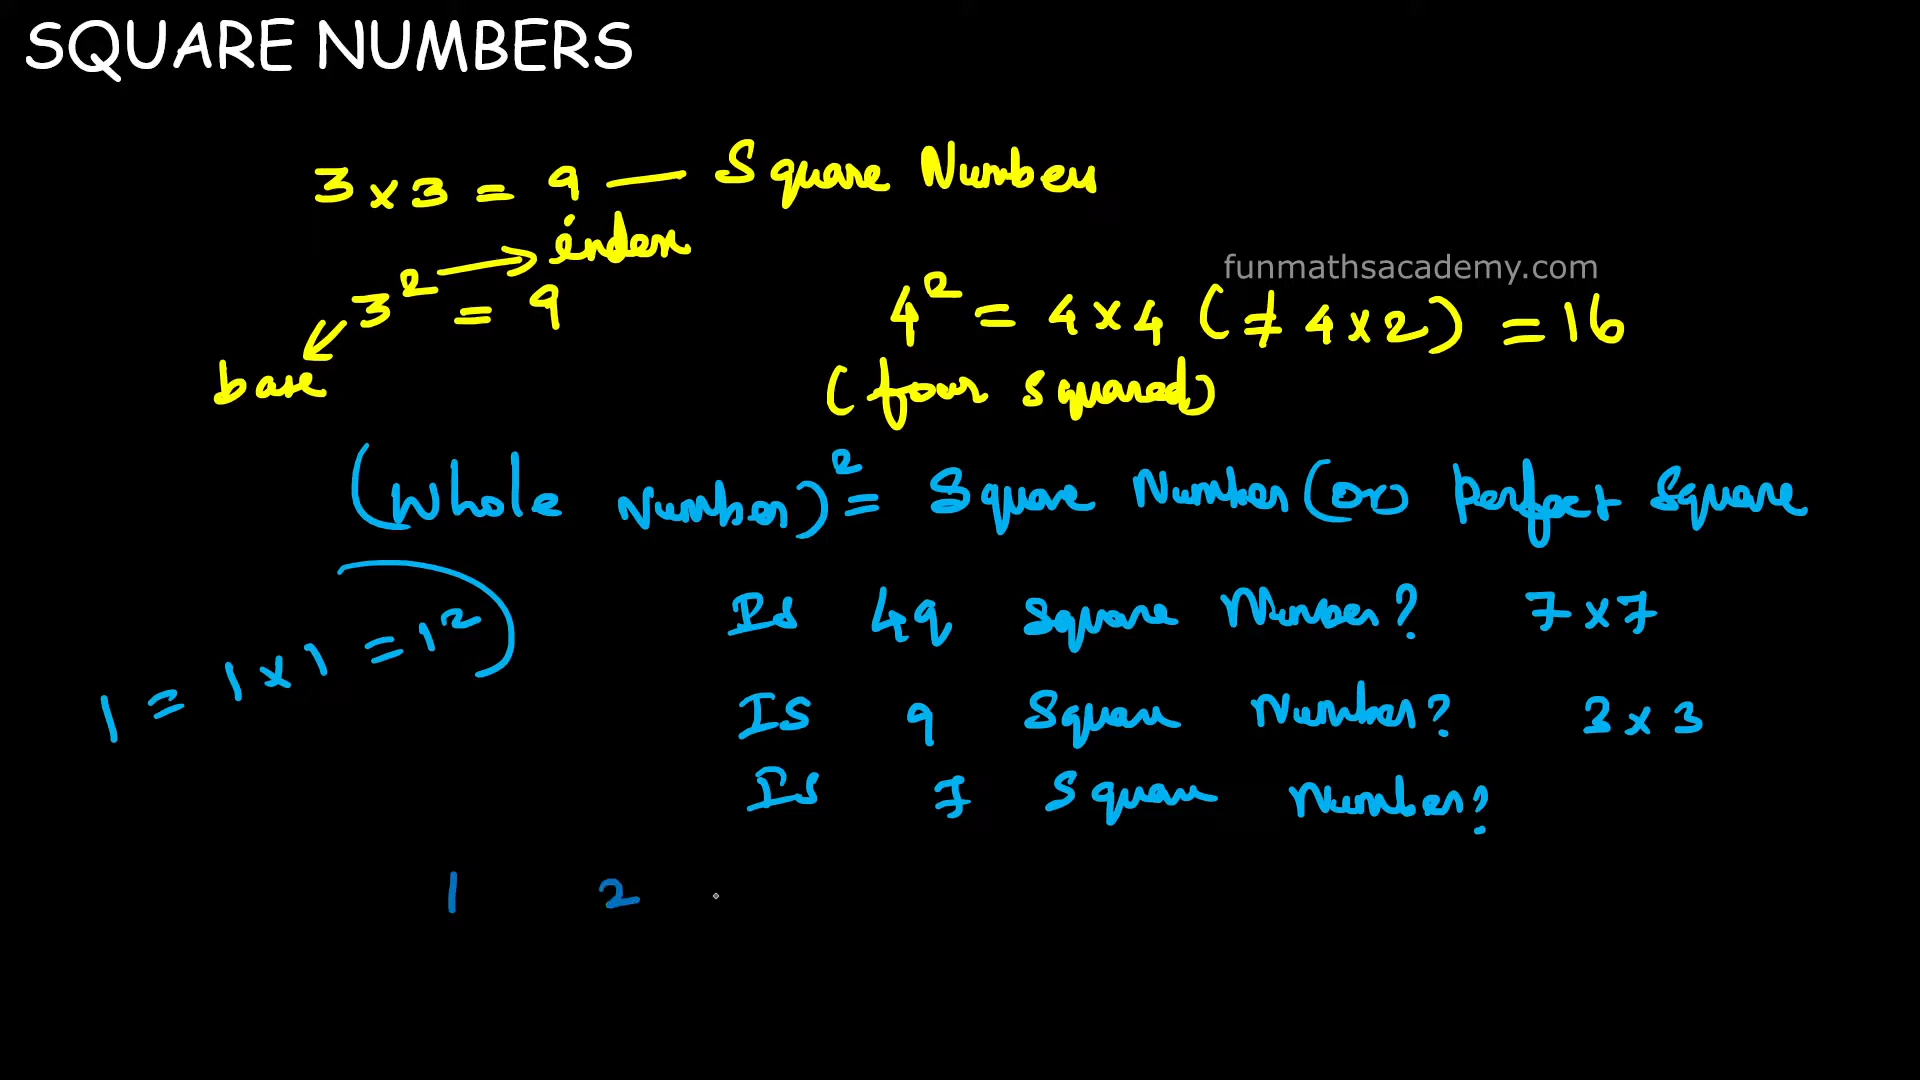 SQUARE NUMBERS
3 x 3 = 9 — Square Number
index
3² = 9
base
funmathsacademy.com
4² = 4 x 4 (≠ 4 x 2) = 16
(four squared)
(Whole Number)² = Square Number (or) Perfect Square
1 = 1 x 1 = 1²)
Is 49 Square Number? 7 x 7
Is 9 Square Number? 3 x 3
Is 7 Square Number?
1 2